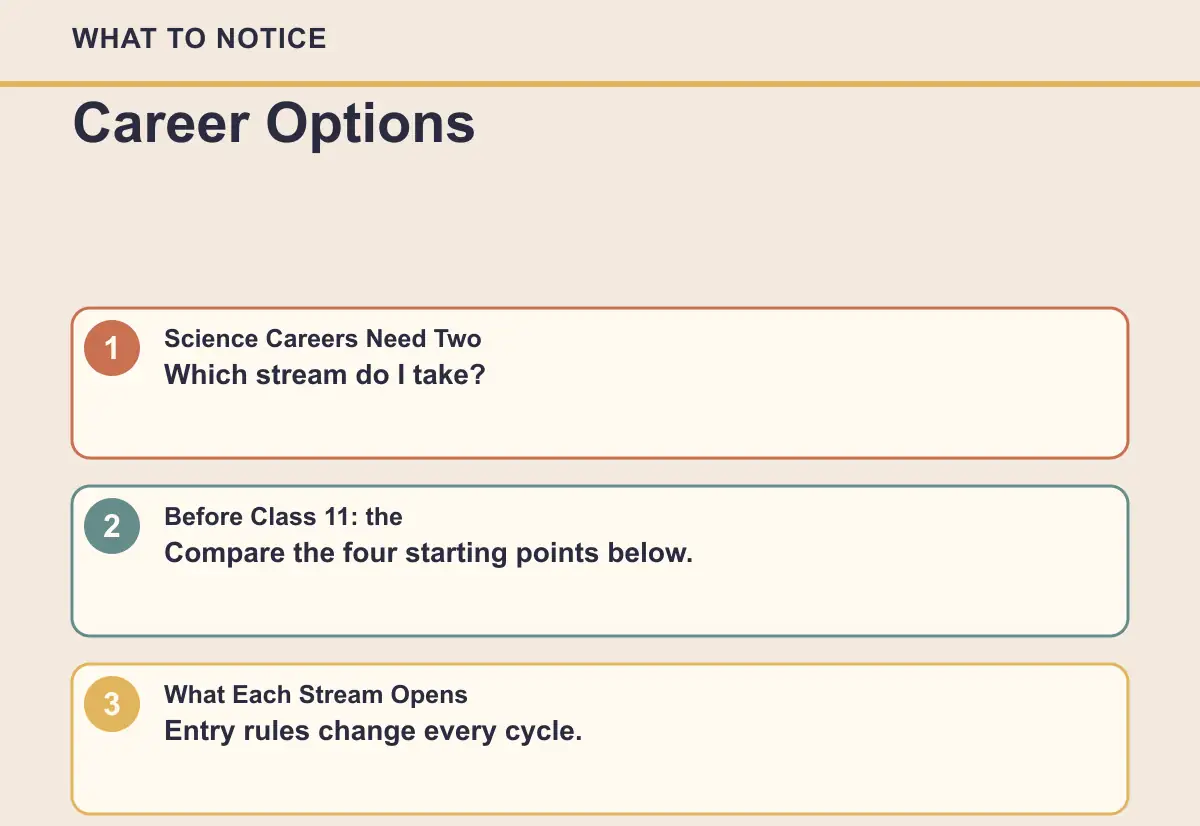 WHAT TO NOTICE
Career Options
1
Science Careers Need Two
Which stream do I take?
2
Before Class 11: the
Compare the four starting points below.
3
What Each Stream Opens
Entry rules change every cycle.